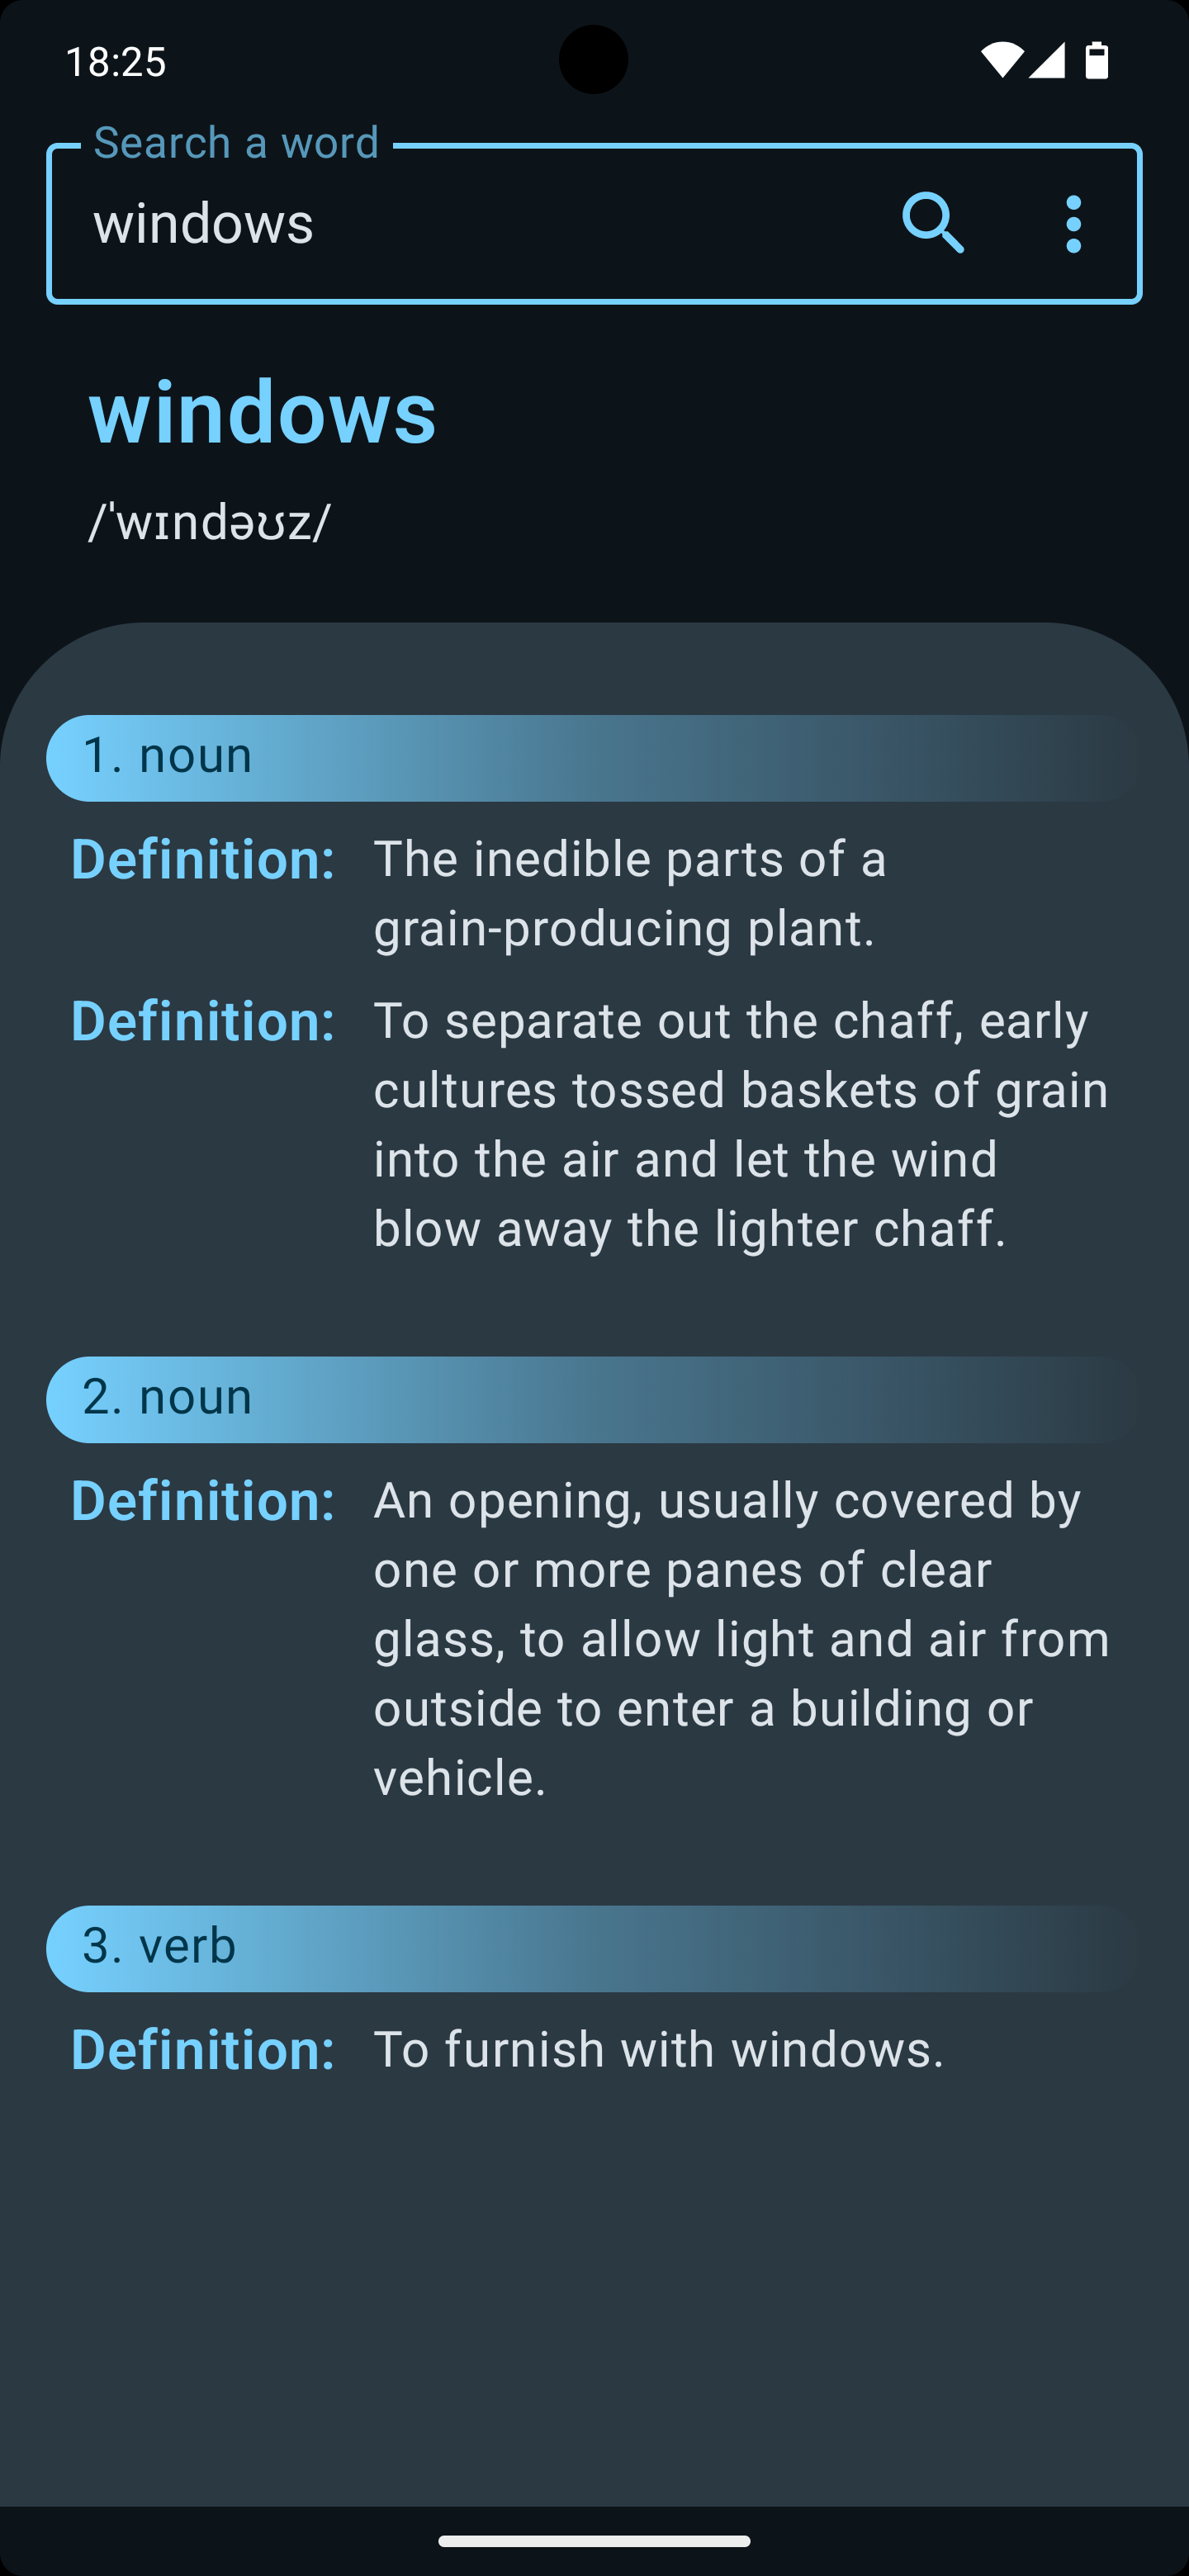 18:25
Search a word
windows
windows
/ˈwɪndəʊz/
1. noun
Definition: The inedible parts of a
grain-producing plant.
Definition: To separate out the chaff, early
cultures tossed baskets of grain
into the air and let the wind
blow away the lighter chaff.
2. noun
Definition: An opening, usually covered by
one or more panes of clear
glass, to allow light and air from
outside to enter a building or
vehicle.
3. verb
Definition: To furnish with windows.